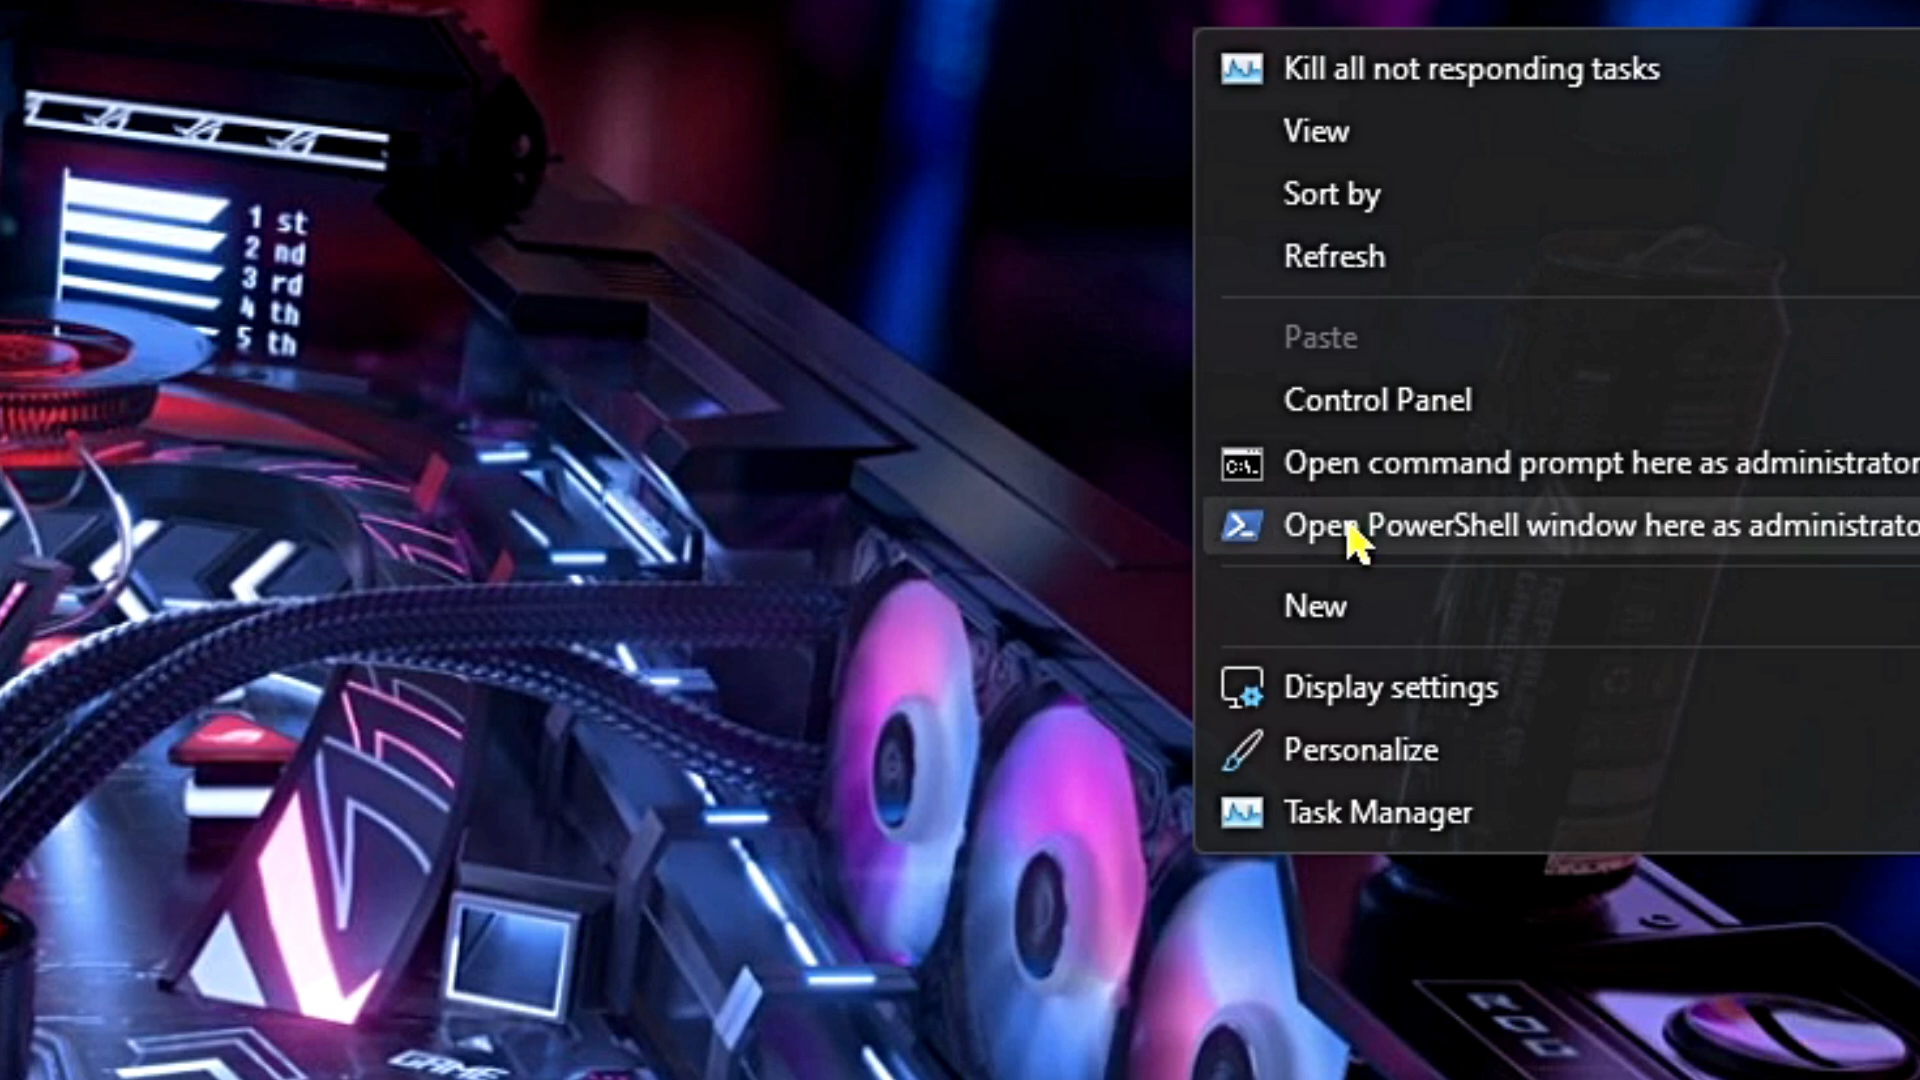 1 st
2 nd
3 rd
4 th
5 th
Kill all not responding tasks
View
Sort by
Refresh
Paste
Control Panel
C:\.
Open command prompt here as administrator
Open PowerShell window here as administrato
New
Display settings
Personalize
Task Manager
GAME